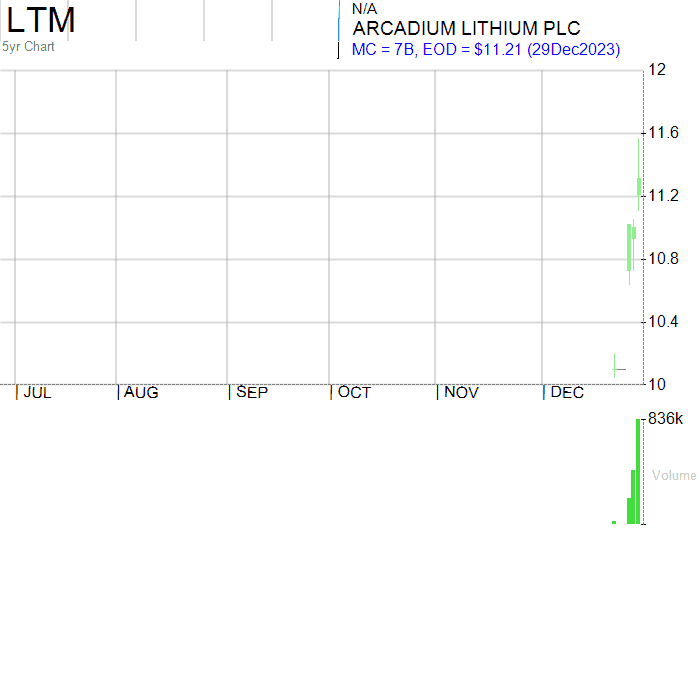 LTM
5yr Chart
N/A
ARCADIUM LITHIUM PLC
MC = 7B, EOD = $11.21 (29Dec2023)
12
11.6
11.2
10.8
10.4
10
JUL AUG SEP OCT NOV DEC
836k
Volume